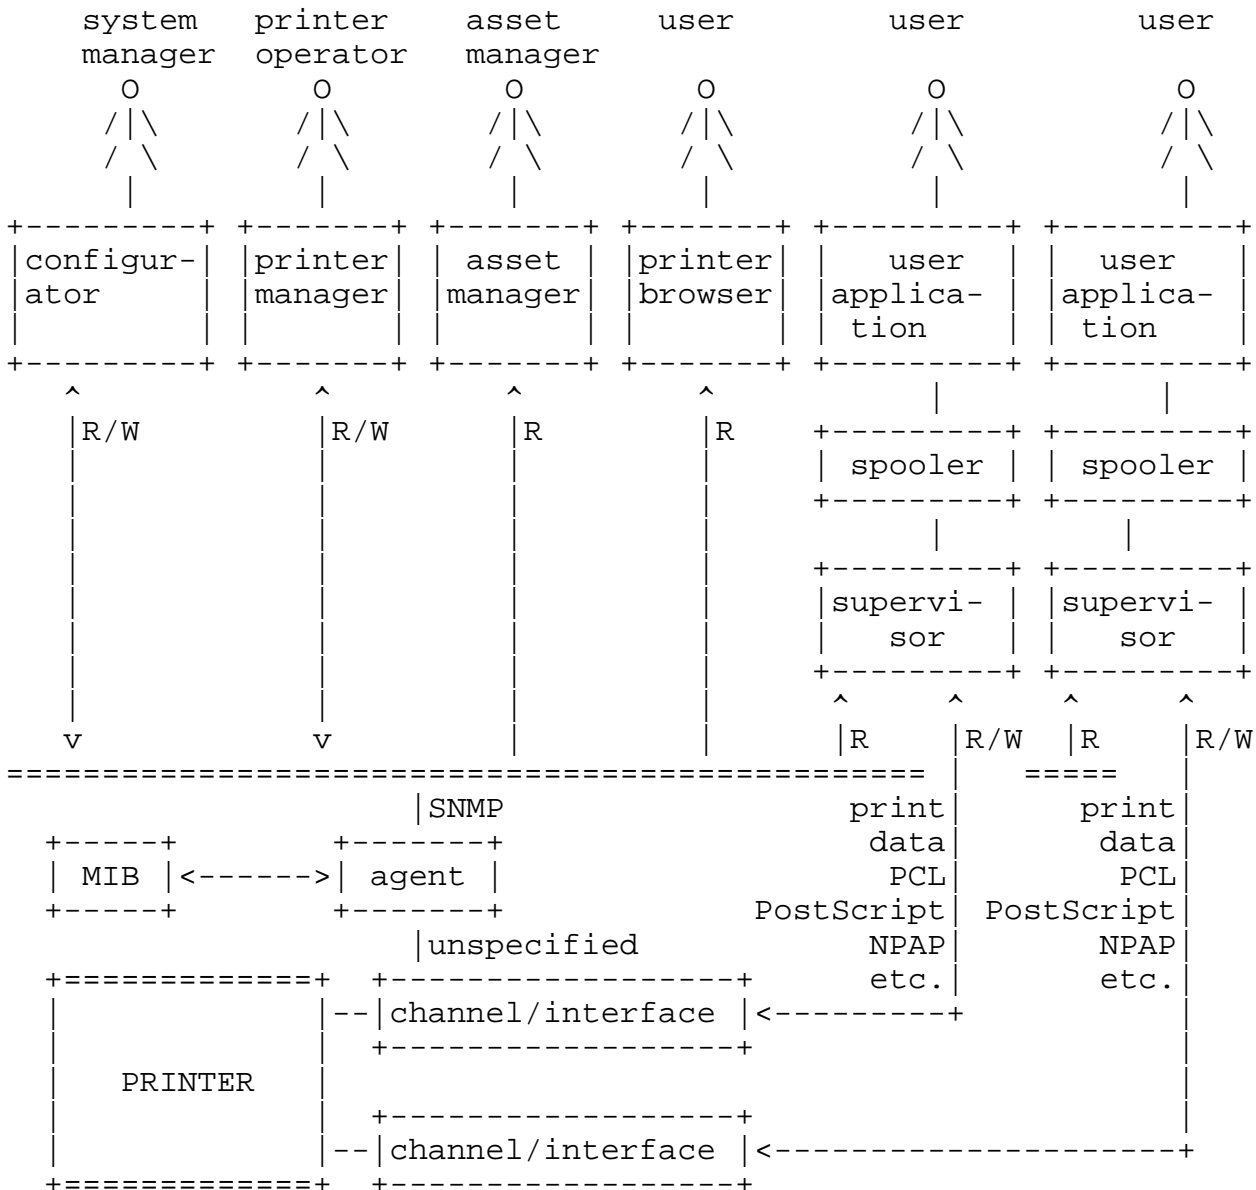 system printer asset user user user
manager operator manager
configur- printer asset printer user user
ator manager manager browser applica- applica-
tion tion
R/W R/W R R
spooler spooler
supervi- supervi-
sor sor
R R/W R R/W
SNMP print print
data data
MIB agent PCL PCL
PostScript PostScript
unspecified NPAP NPAP
etc. etc.
channel/interface
PRINTER
channel/interface